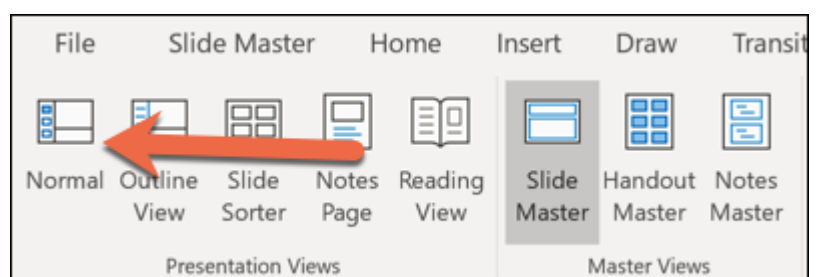 File Slide Master Home Insert Draw Transit
Normal Outline Slide Notes Reading Slide Handout Notes
View Sorter Page View Master Master Master
Presentation Views Master Views